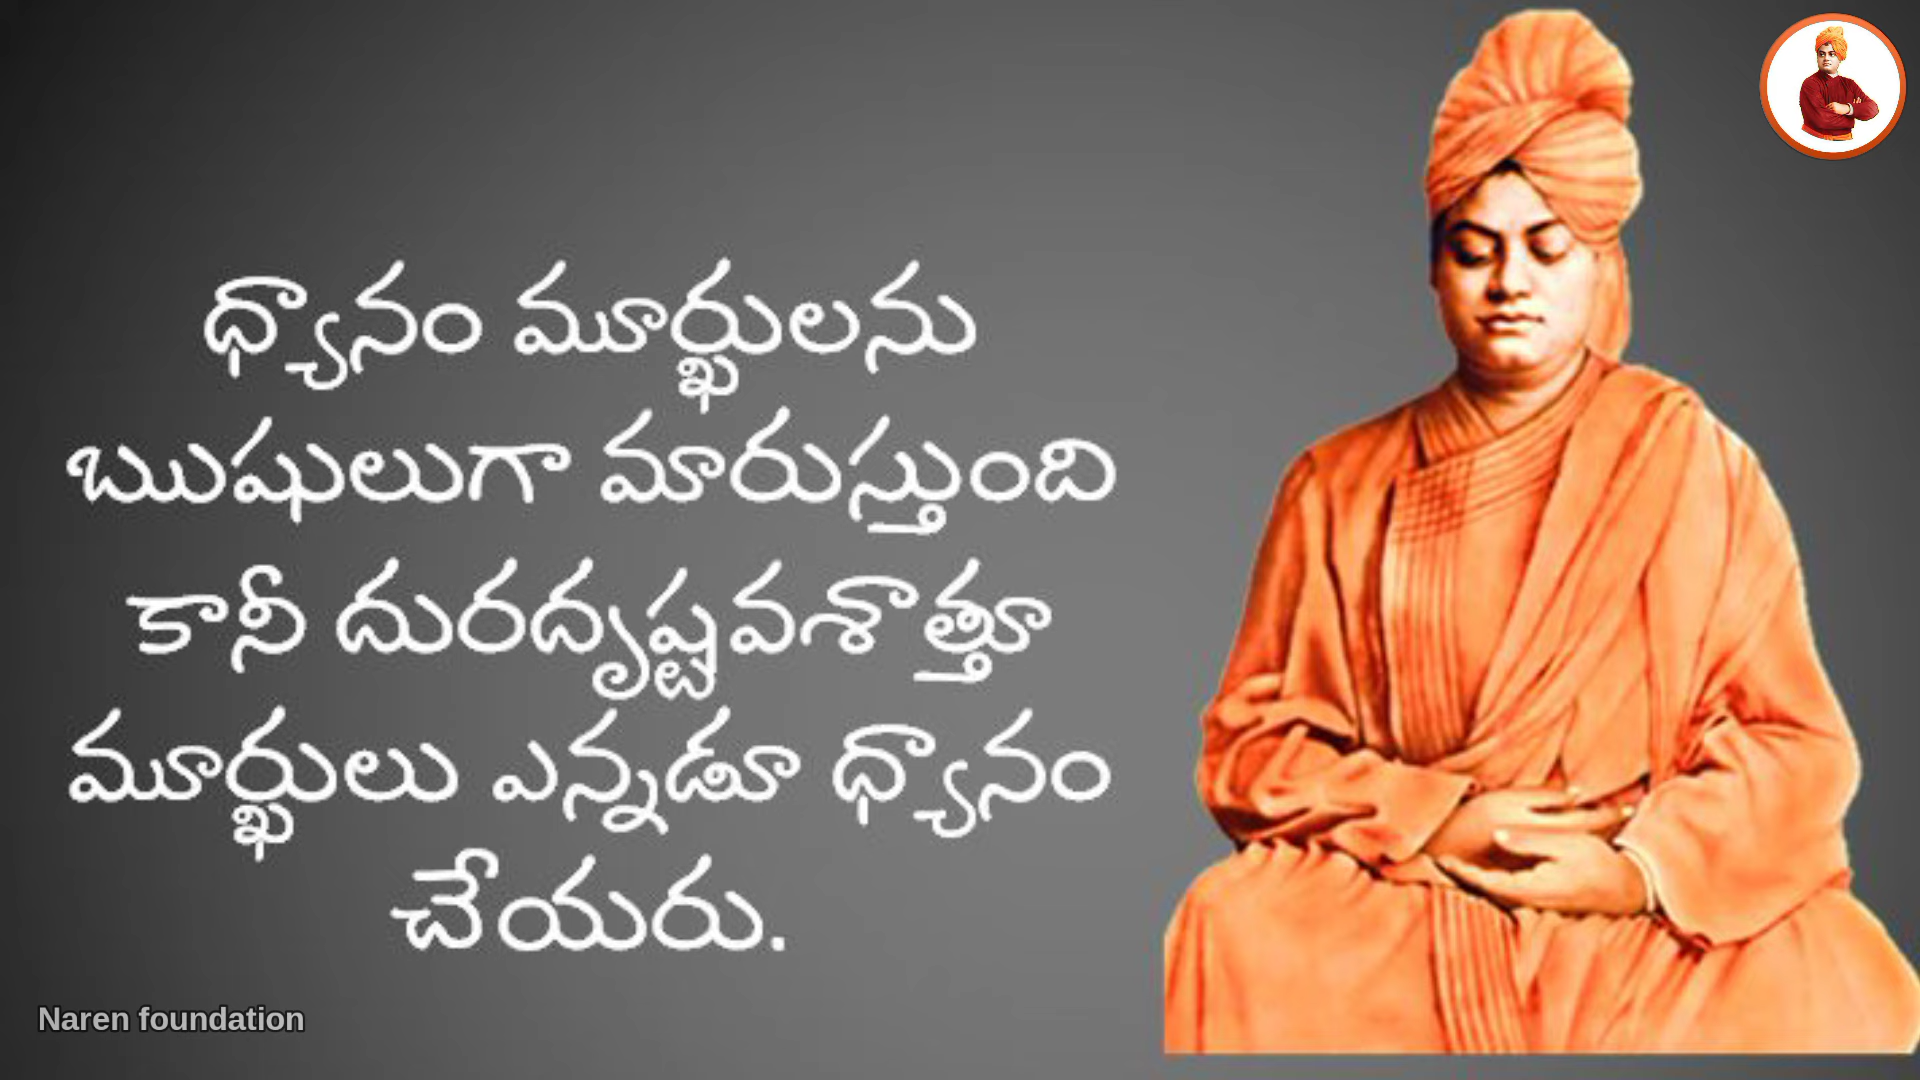 ధ్యానం మూర్ఖులను
ఋషులుగా మారుస్తుంది
కానీ దురదృష్టవశాత్తూ
మూర్ఖులు ఎన్నడూ ధ్యానం
చేయరు.
Naren foundation